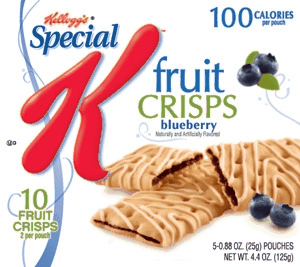 Kellogg's
Special
K
100 CALORIES
per pouch
fruit
CRISPS
blueberry
Naturally and Artificially Flavored
10
FRUIT
CRISPS
2 per pouch
5-0.88 OZ. (25g) POUCHES
NET WT. 4.4 OZ. (125g)